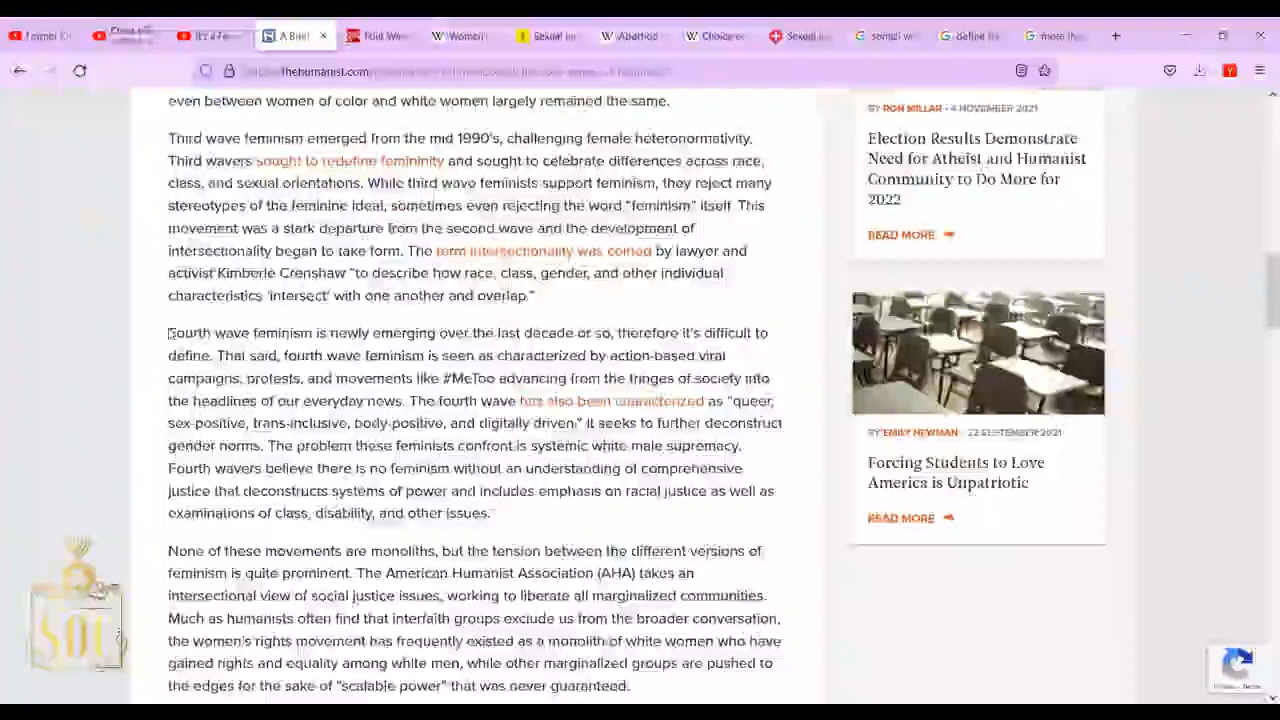 A Brief
Women
Sexual
thehumanist.com
even between women of color and white women largely remained the same.
Third wave feminism emerged from the mid 1990's, challenging female heteronormativity.
Third wavers sought to redefine femininity and sought to celebrate differences across race,
class, and sexual orientations. While third wave feminists support feminism, they reject many
stereotypes of the feminine ideal, sometimes even rejecting the word "feminism" itself. This
movement was a stark departure from the second wave and the development of
intersectionality began to take form. The term intersectionality was coined by lawyer and
activist Kimberle Crenshaw "to describe how race, class, gender, and other individual
characteristics 'intersect' with one another and overlap."
Fourth wave feminism is newly emerging over the last decade or so, therefore it's difficult to
define. That said, fourth wave feminism is seen as characterized by action-based viral
campaigns, protests, and movements like #MeToo advancing from the fringes of society into
the headlines of our everyday news. The fourth wave has also been characterized as "queer,
sex-positive, trans-inclusive, body-positive, and digitally driven." It seeks to further deconstruct
gender norms. The problem these feminists confront is systemic white male supremacy.
Fourth wavers believe there is no feminism without an understanding of comprehensive
justice that deconstructs systems of power and includes emphasis on racial justice as well as
examinations of class, disability, and other issues.
None of these movements are monoliths, but the tension between the different versions of
feminism is quite prominent. The American Humanist Association (AHA) takes an
intersectional view of social justice issues, working to liberate all marginalized communities.
Much as humanists often find that interfaith groups exclude us from the broader conversation,
the women's rights movement has frequently existed as a monolith of white women who have
gained rights and equality among white men, while other marginalized groups are pushed to
the edges for the sake of "scalable power" that was never guaranteed.
BY RON MILLAR • 4 NOVEMBER 2021
Election Results Demonstrate
Need for Atheist and Humanist
Community to Do More for
2022
READ MORE
BY EMILY NEWMAN • 22 SEPTEMBER 2021
Forcing Students to Love
America is Unpatriotic
READ MORE